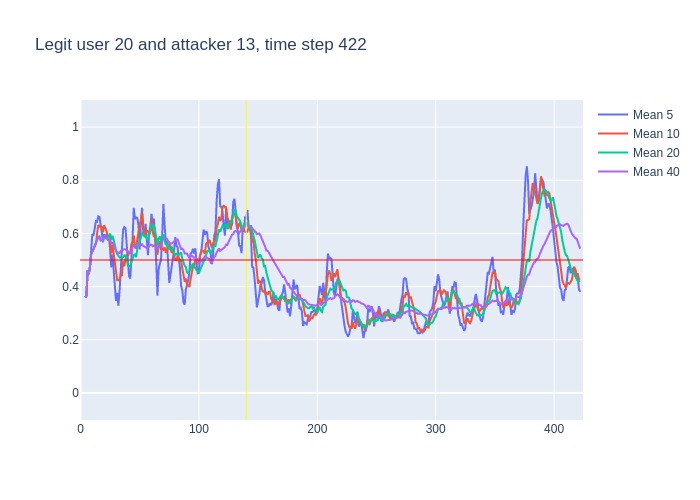 Legit user 20 and attacker 13, time step 422
Mean 5
Mean 10
Mean 20
Mean 40
1
0.8
0.6
0.4
0.2
0
0 100 200 300 400